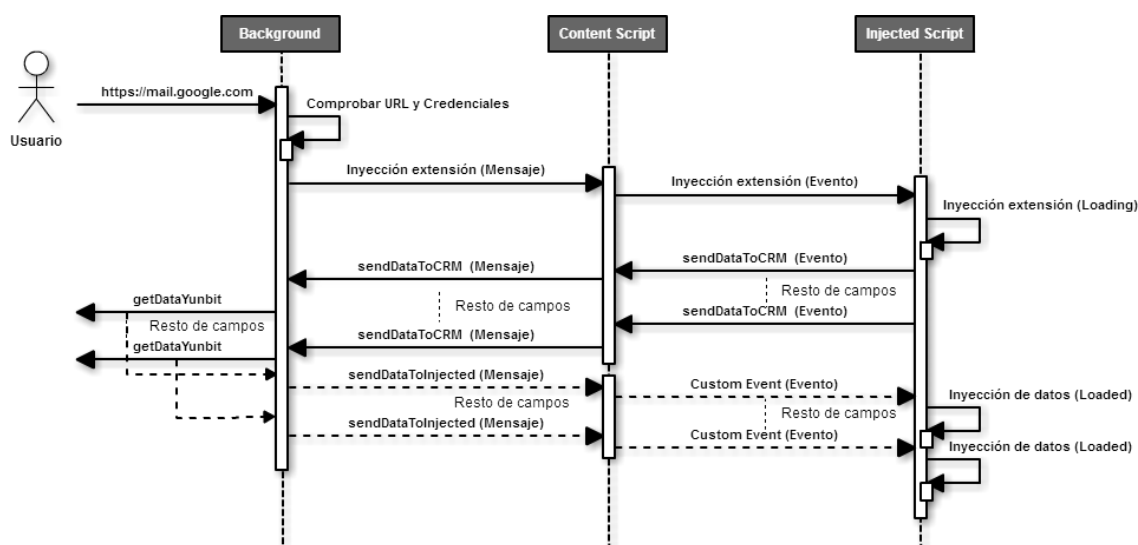 Background
Content Script
Injected Script
https://mail.google.com
Comprobar URL y Credenciales
Usuario
Inyección extensión (Mensaje)
Inyección extensión (Evento)
Inyección extensión (Loading)
sendDataToCRM (Evento)
sendDataToCRM (Mensaje)
Resto de campos
getDataYunbit
Resto de campos
Resto de campos
sendDataToCRM (Evento)
sendDataToCRM (Mensaje)
getDataYunbit
sendDataToInjected (Mensaje)
Custom Event (Evento)
Inyección de datos (Loaded)
Resto de campos
Resto de campos
sendDataToInjected (Mensaje)
Custom Event (Evento)
Inyección de datos (Loaded)